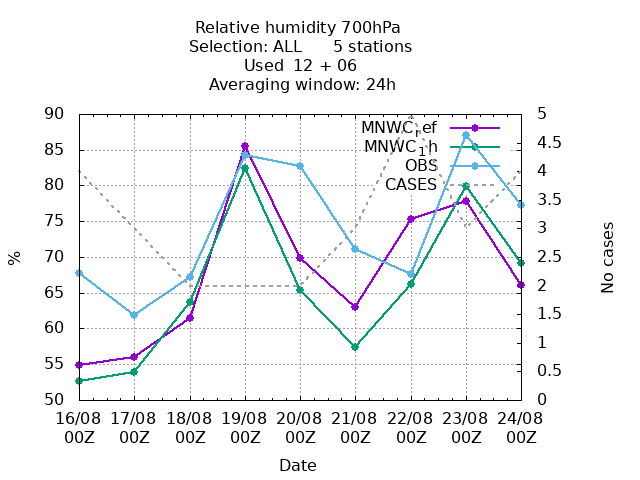 Relative humidity 700hPa
Selection: ALL 5 stations
Used 12 + 06
Averaging window: 24h
90
85
80
75
70
65
60
55
50
%
5
4.5
4
3.5
3
2.5
2
1.5
1
0.5
0
No cases
MNWCref
MNWC1h
OBS
CASES
16/08 17/08 18/08 19/08 20/08 21/08 22/08 23/08 24/08
00Z 00Z 00Z 00Z 00Z 00Z 00Z 00Z 00Z
Date